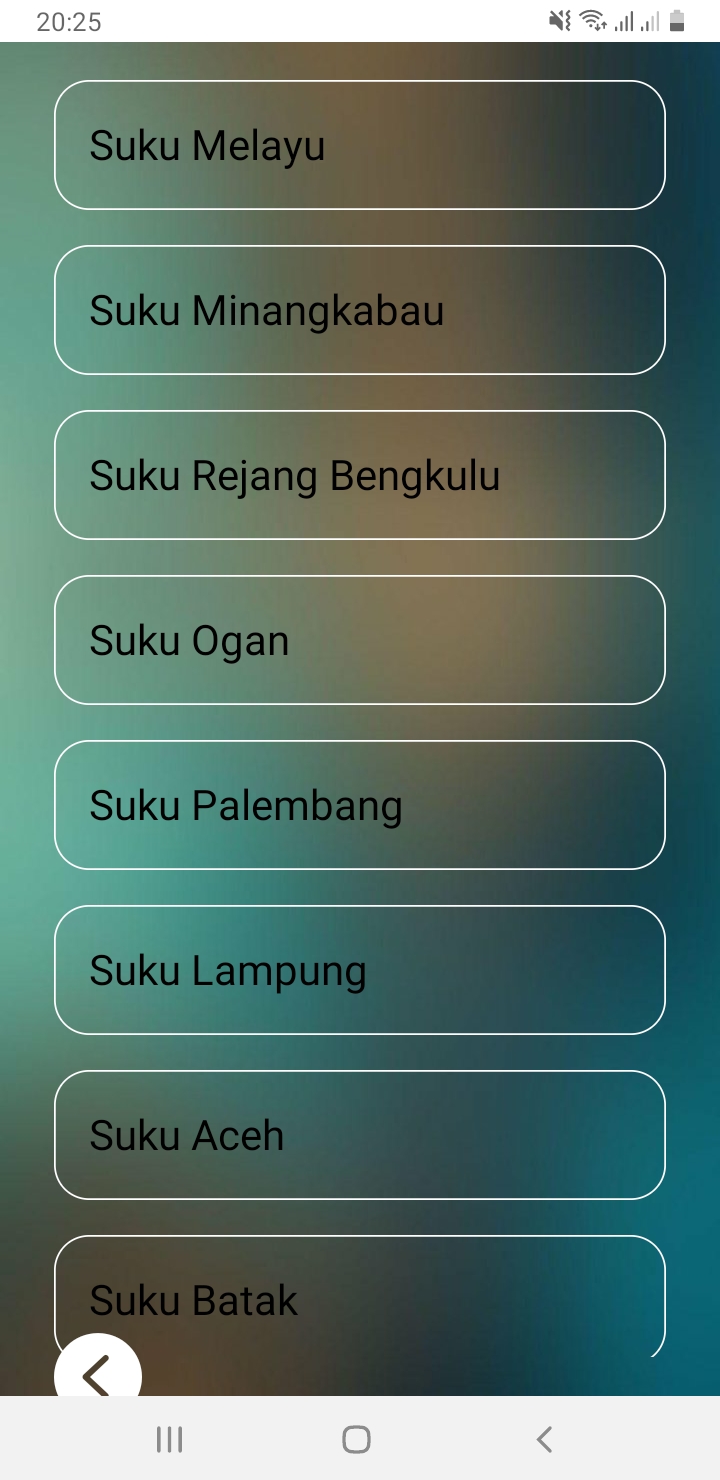 20:25
Suku Melayu
Suku Minangkabau
Suku Rejang Bengkulu
Suku Ogan
Suku Palembang
Suku Lampung
Suku Aceh
Suku Batak